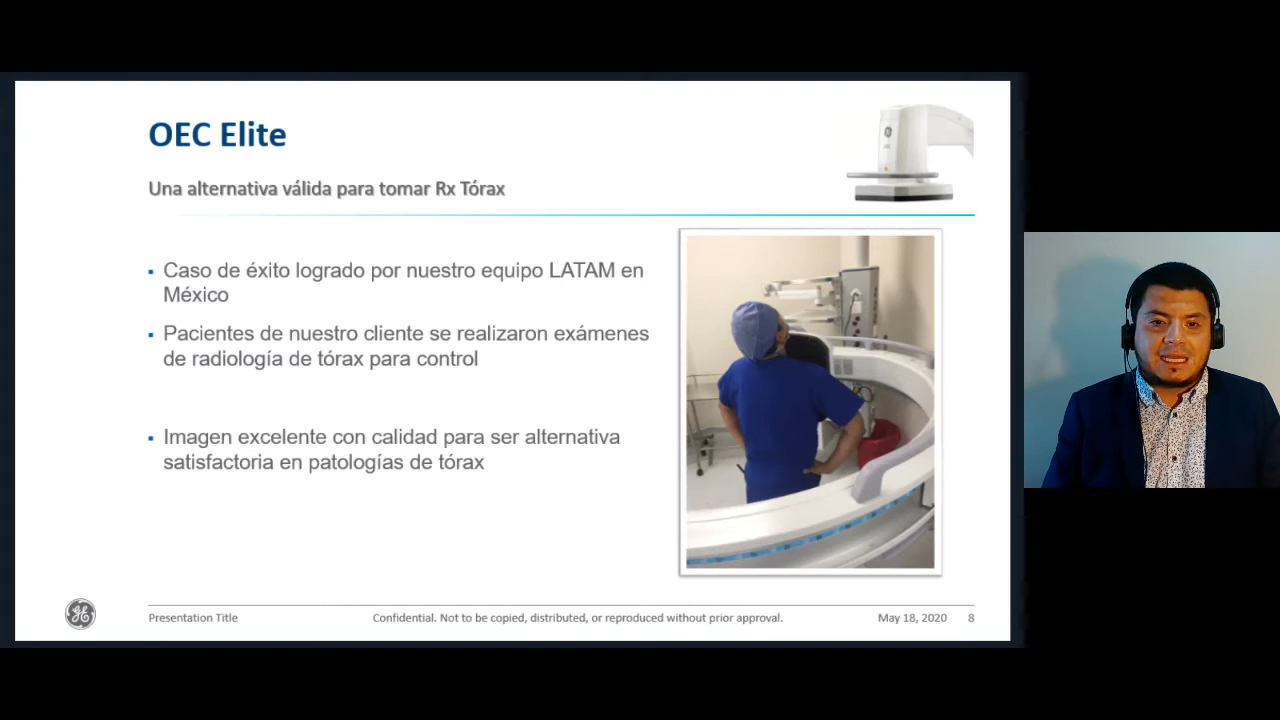 OEC Elite
Una alternativa válida para tomar Rx Tórax
▪ Caso de éxito logrado por nuestro equipo LATAM en
México
▪ Pacientes de nuestro cliente se realizaron exámenes
de radiología de tórax para control
▪ Imagen excelente con calidad para ser alternativa
satisfactoria en patologías de tórax
Presentation Title
Confidential. Not to be copied, distributed, or reproduced without prior approval.
May 18, 2020
8